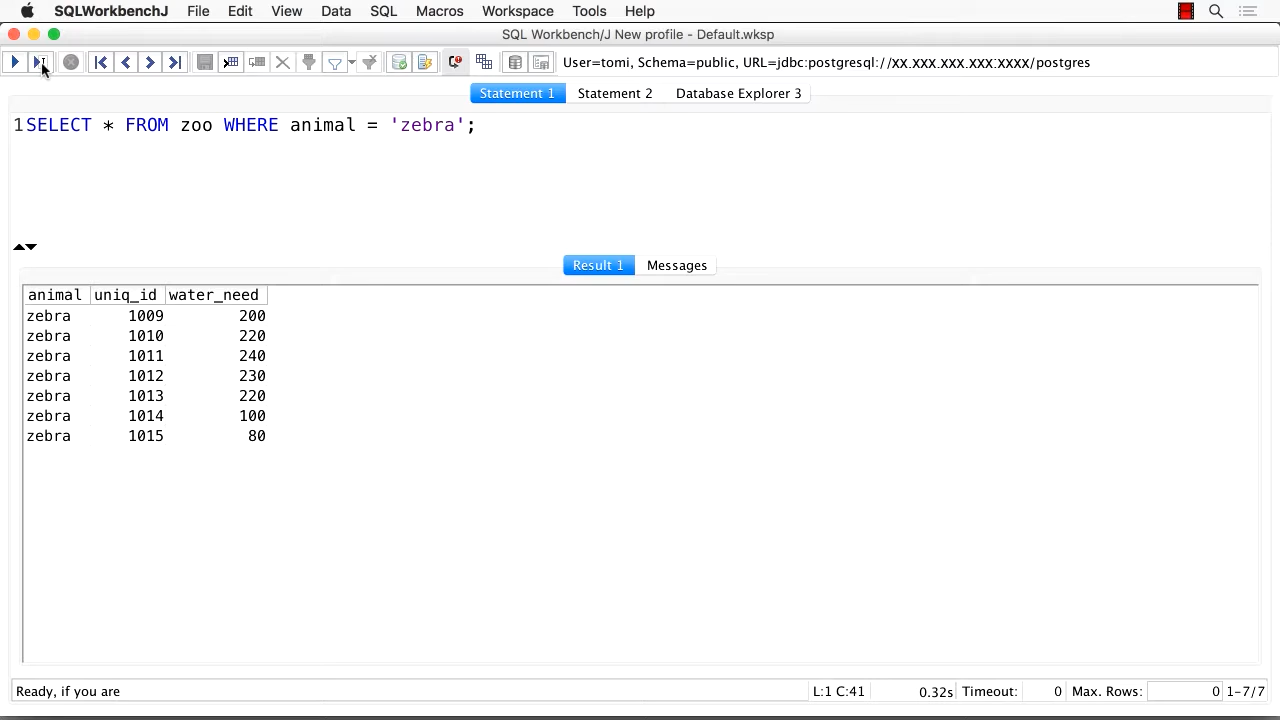 SQLWorkbenchJ File Edit View Data SQL Macros Workspace Tools Help
SQL Workbench/J New profile - Default.wksp
User=tomi, Schema=public, URL=jdbc:postgresql://xx.xxx.xxx.xxx:xxxx/postgres
Statement 1 Statement 2 Database Explorer 3
1SELECT * FROM zoo WHERE animal = 'zebra';
Result 1 Messages
animal uniq_id water_need
zebra 1009 200
zebra 1010 220
zebra 1011 240
zebra 1012 230
zebra 1013 220
zebra 1014 100
zebra 1015 80
Ready, if you are L:1 C:41 0.32s Timeout: 0 Max. Rows: 0 1-7/7